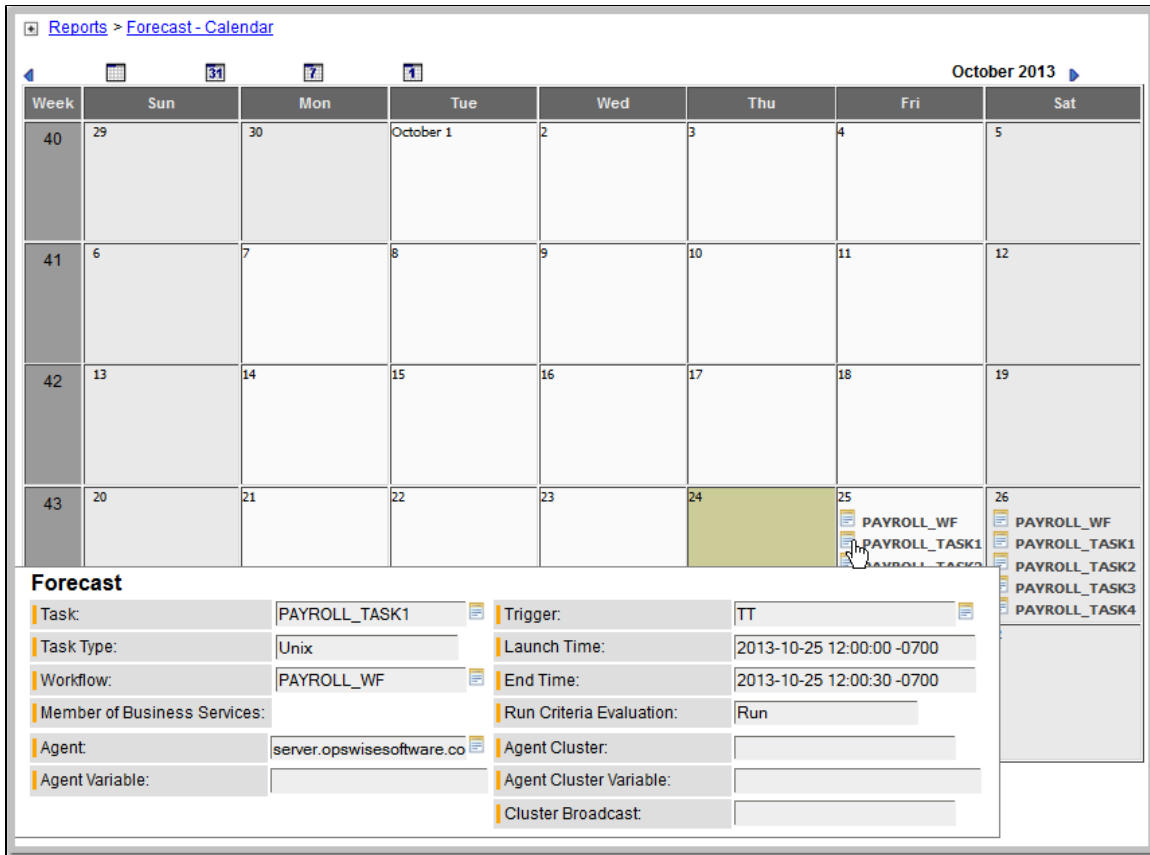 Reports > Forecast - Calendar
31 7 1 October 2013
Week Sun Mon Tue Wed Thu Fri Sat
40 29 30 October 1 2 3 4 5
41 6 7 8 9 10 11 12
42 13 14 15 16 17 18 19
43 20 21 22 23 24 25 26
PAYROLL_WF PAYROLL_WF
PAYROLL_TASK1 PAYROLL_TASK1
PAYROLL_TASK2
PAYROLL_TASK3
PAYROLL_TASK4
Forecast
Task: PAYROLL_TASK1 Trigger: TT
Task Type: Unix Launch Time: 2013-10-25 12:00:00 -0700
Workflow: PAYROLL_WF End Time: 2013-10-25 12:00:30 -0700
Member of Business Services: Run Criteria Evaluation: Run
Agent: server.opswisesoftware.co Agent Cluster:
Agent Variable: Agent Cluster Variable:
Cluster Broadcast: